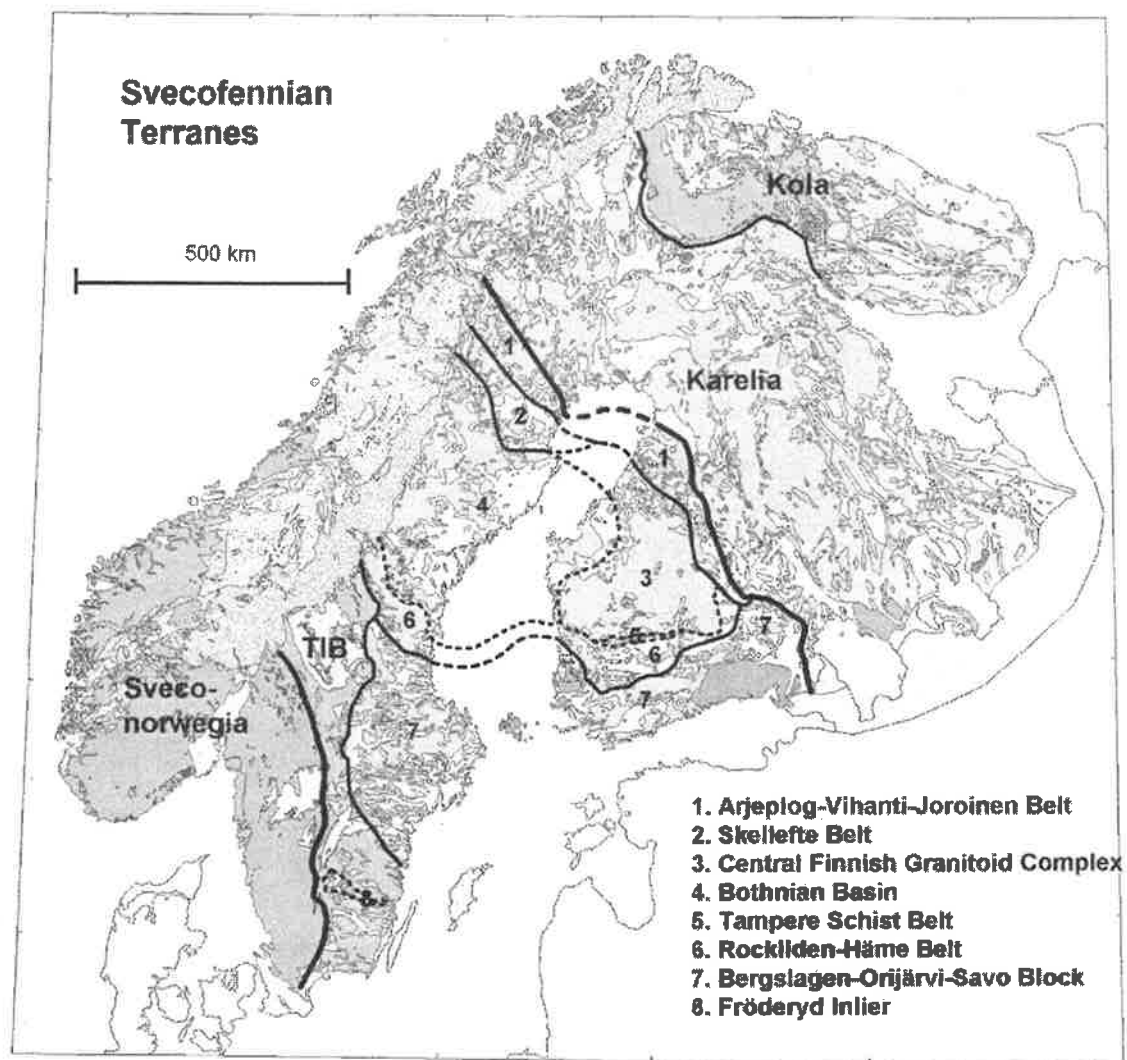 Svecofennian
Terranes
500 km
Kola
Karelia
1
2
1
4
3
5
6
6
7
7
7
8
TIB
Sveco-
norwegia
1. Arjeplog-Vihanti-Joroinen Belt
2. Skellefte Belt
3. Central Finnish Granitoid Complex
4. Bothnian Basin
5. Tampere Schist Belt
6. Rockliden-Häme Belt
7. Bergslagen-Orijärvi-Savo Block
8. Fröderyd Inlier